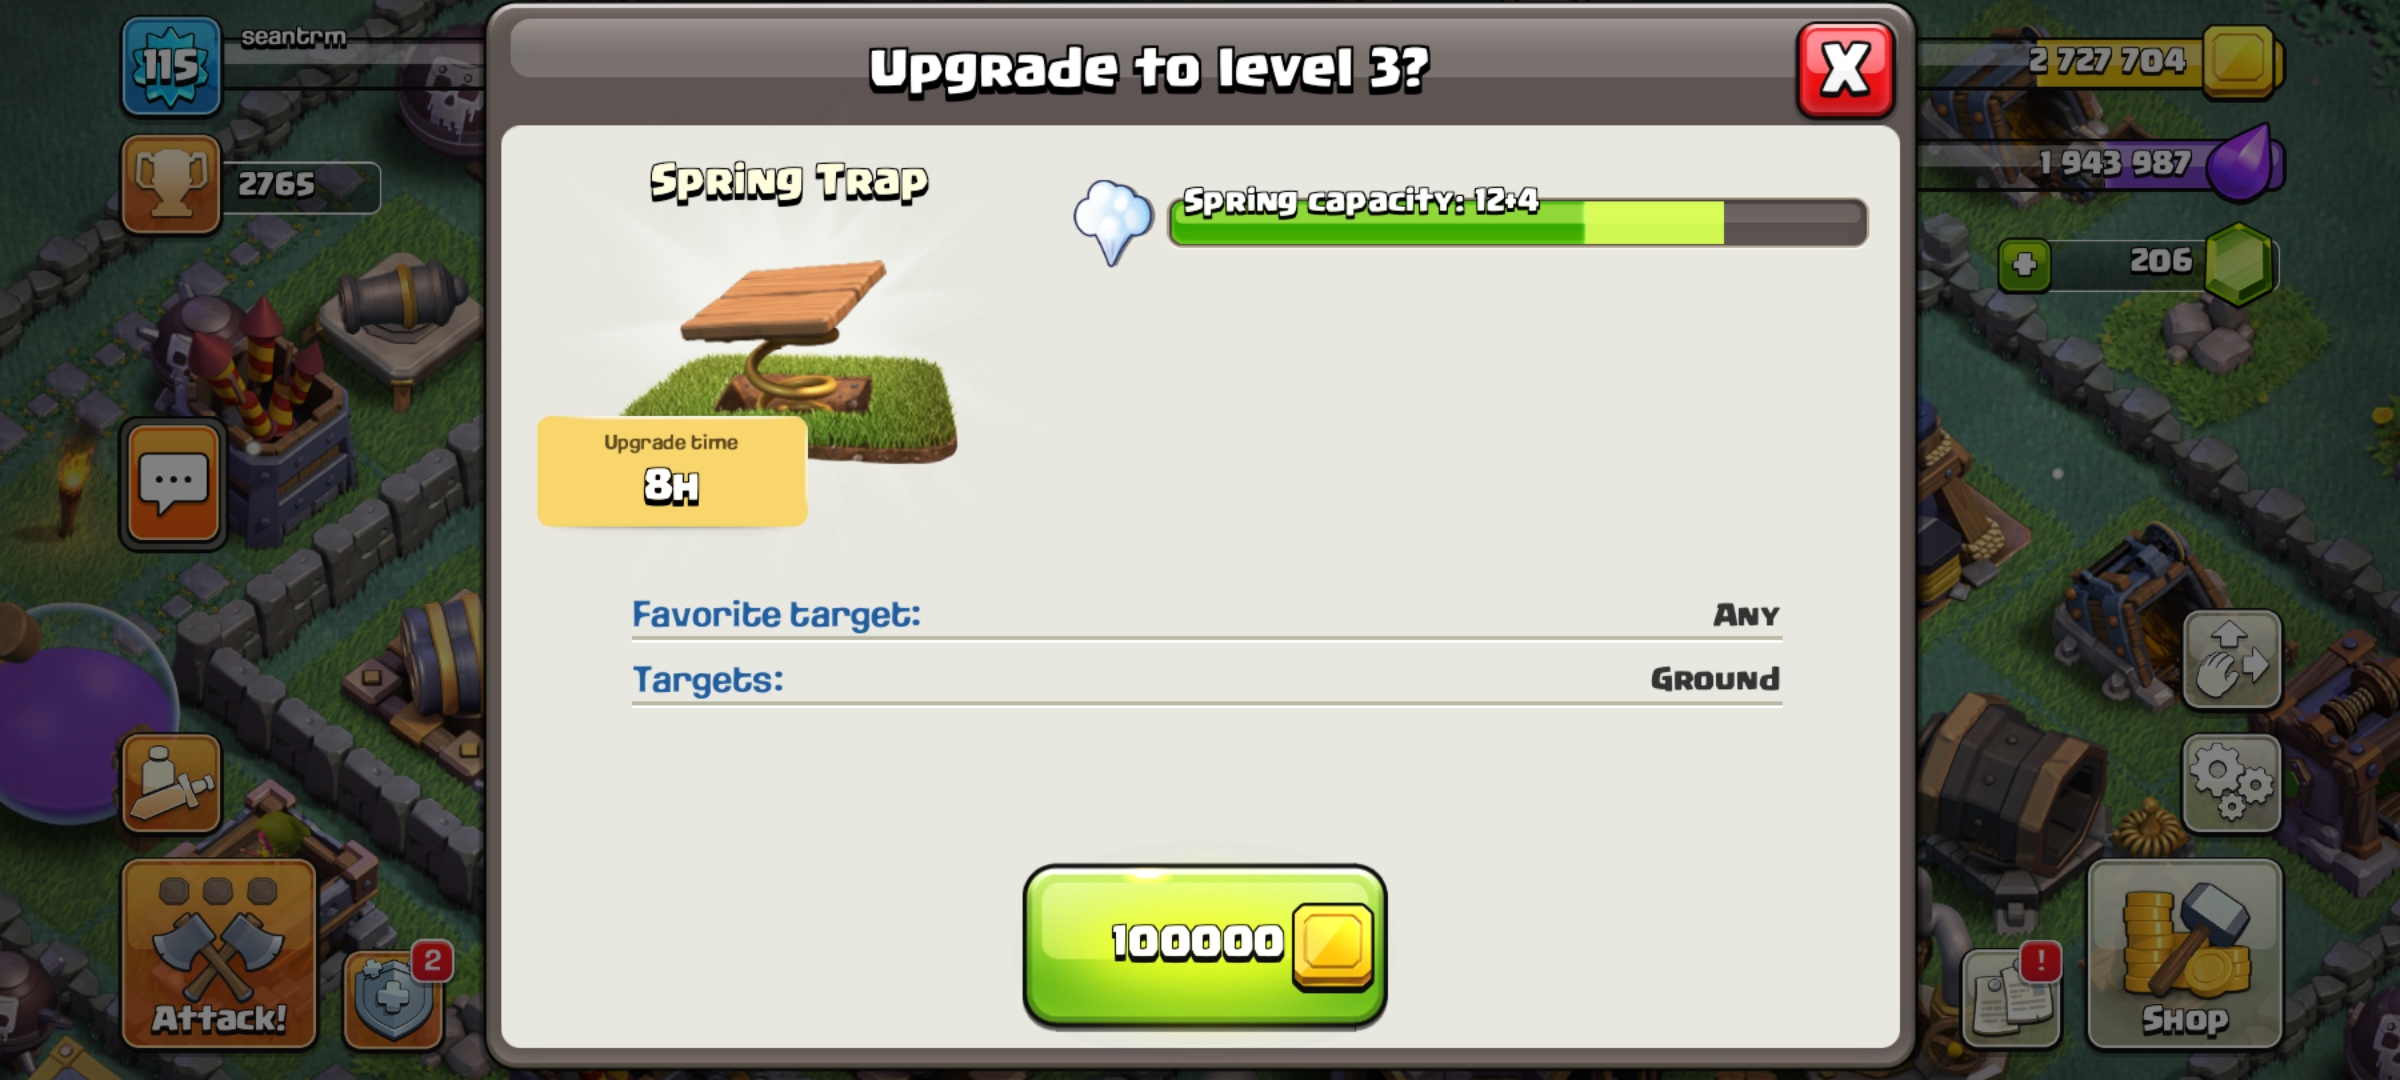 115
seantrm
Upgrade to level 3?
X
2 727 704
2765
Spring Trap
Spring capacity: 12+4
1 943 987
206
Upgrade time
8H
Favorite target: Any
Targets: Ground
100000
2
Attack!
!
Shop